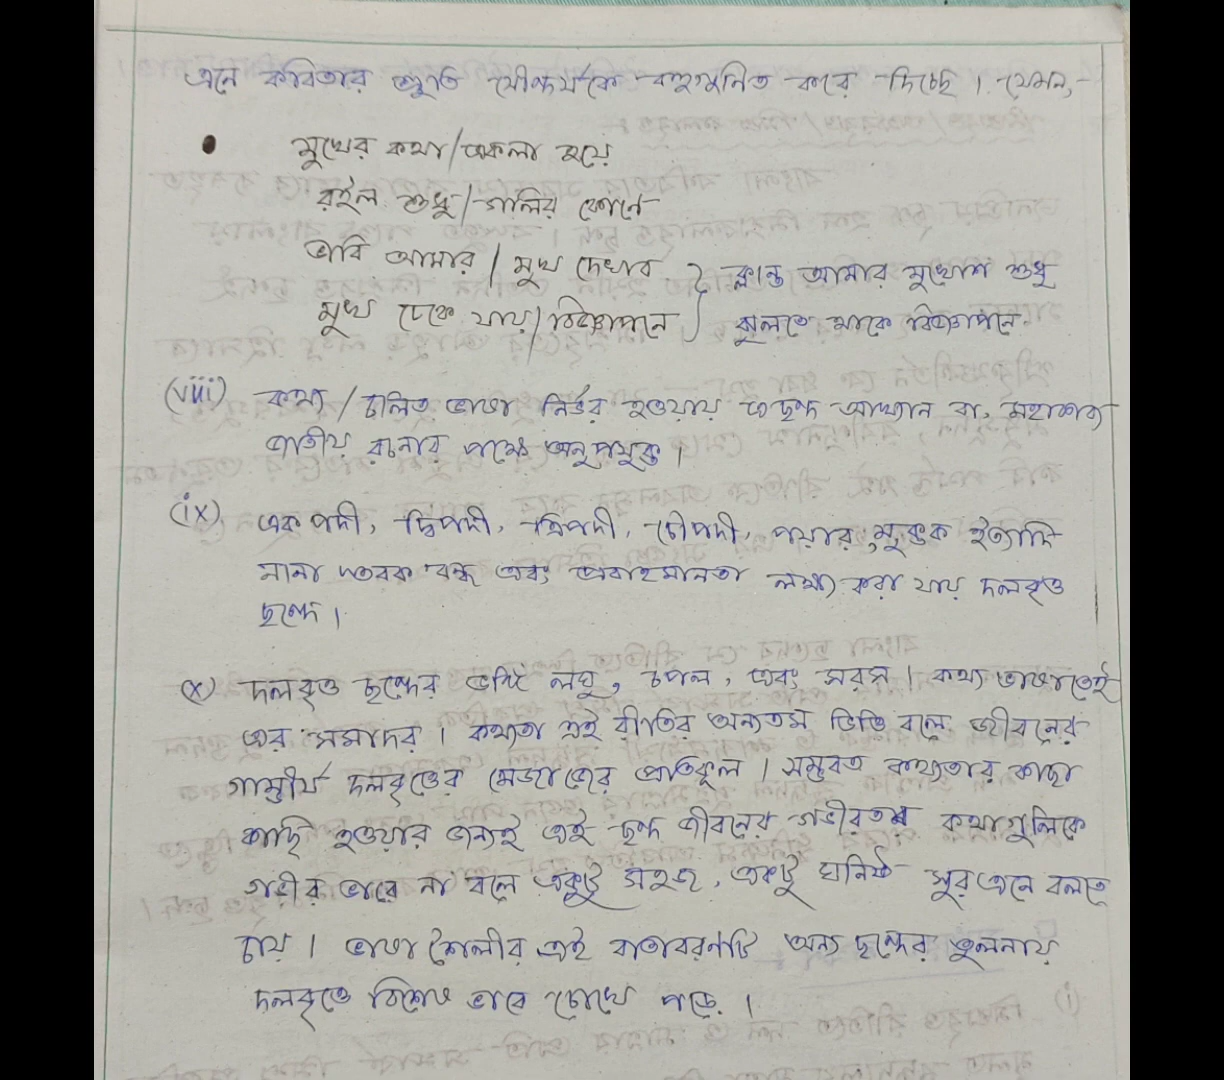 এনে কবিতার শ্রুতি সৌন্দর্যকে বহুগুনিত করে দিচ্ছে। যেমন,-
• মুখের কথা / একলা হয়ে
রইল শুধু / গলির কোনে
ভাবি আমার / মুখ দেখাব } ক্লান্ত আমার মুখোশ শুধু
মুখ ঢেকে যায় / বিজ্ঞাপনে } ঝুলতে থাকে বিজ্ঞাপনে
(viii) কথ্য / চলিত ভাষা নির্ভর হওয়ায় এ ছন্দ আখ্যান বা, মহাকাব্য
জাতীয় রচনার পক্ষে অনুপযুক্ত।
(ix) এক পদী, দ্বিপদী, ত্রিপদী, চৌপদী, পয়ার, মুক্তক ইত্যাদি
নানা স্তবক বন্ধ এবং প্রবাহমানতা লক্ষ্য করা যায় দলবৃত্ত
ছন্দে।
(x) দলবৃত্ত ছন্দের ভঙ্গি লঘু, চপল, এবং সরস। কথ্য ভাষাতেই
এর সমাদর। কথ্যতা এই রীতির অন্যতম ভিত্তি বলে জীবনের
গাম্ভীর্য দলবৃত্তের মেজাজের প্রতিকূল। সম্ভবত কথ্যতার কাছা
কাছি হওয়ার জন্যই এই ছন্দ জীবনের গভীরতম কথাগুলিকে
গভীর ভাবে না বলে একটু সহজ, একটু ঘনিষ্ঠ সুর এনে বলতে
চায়। ভাষা শৈলীর এই বাতাবরণটি অন্য ছন্দের তুলনায়
দলবৃত্তে বিশেষ ভাবে চোখে পড়ে।